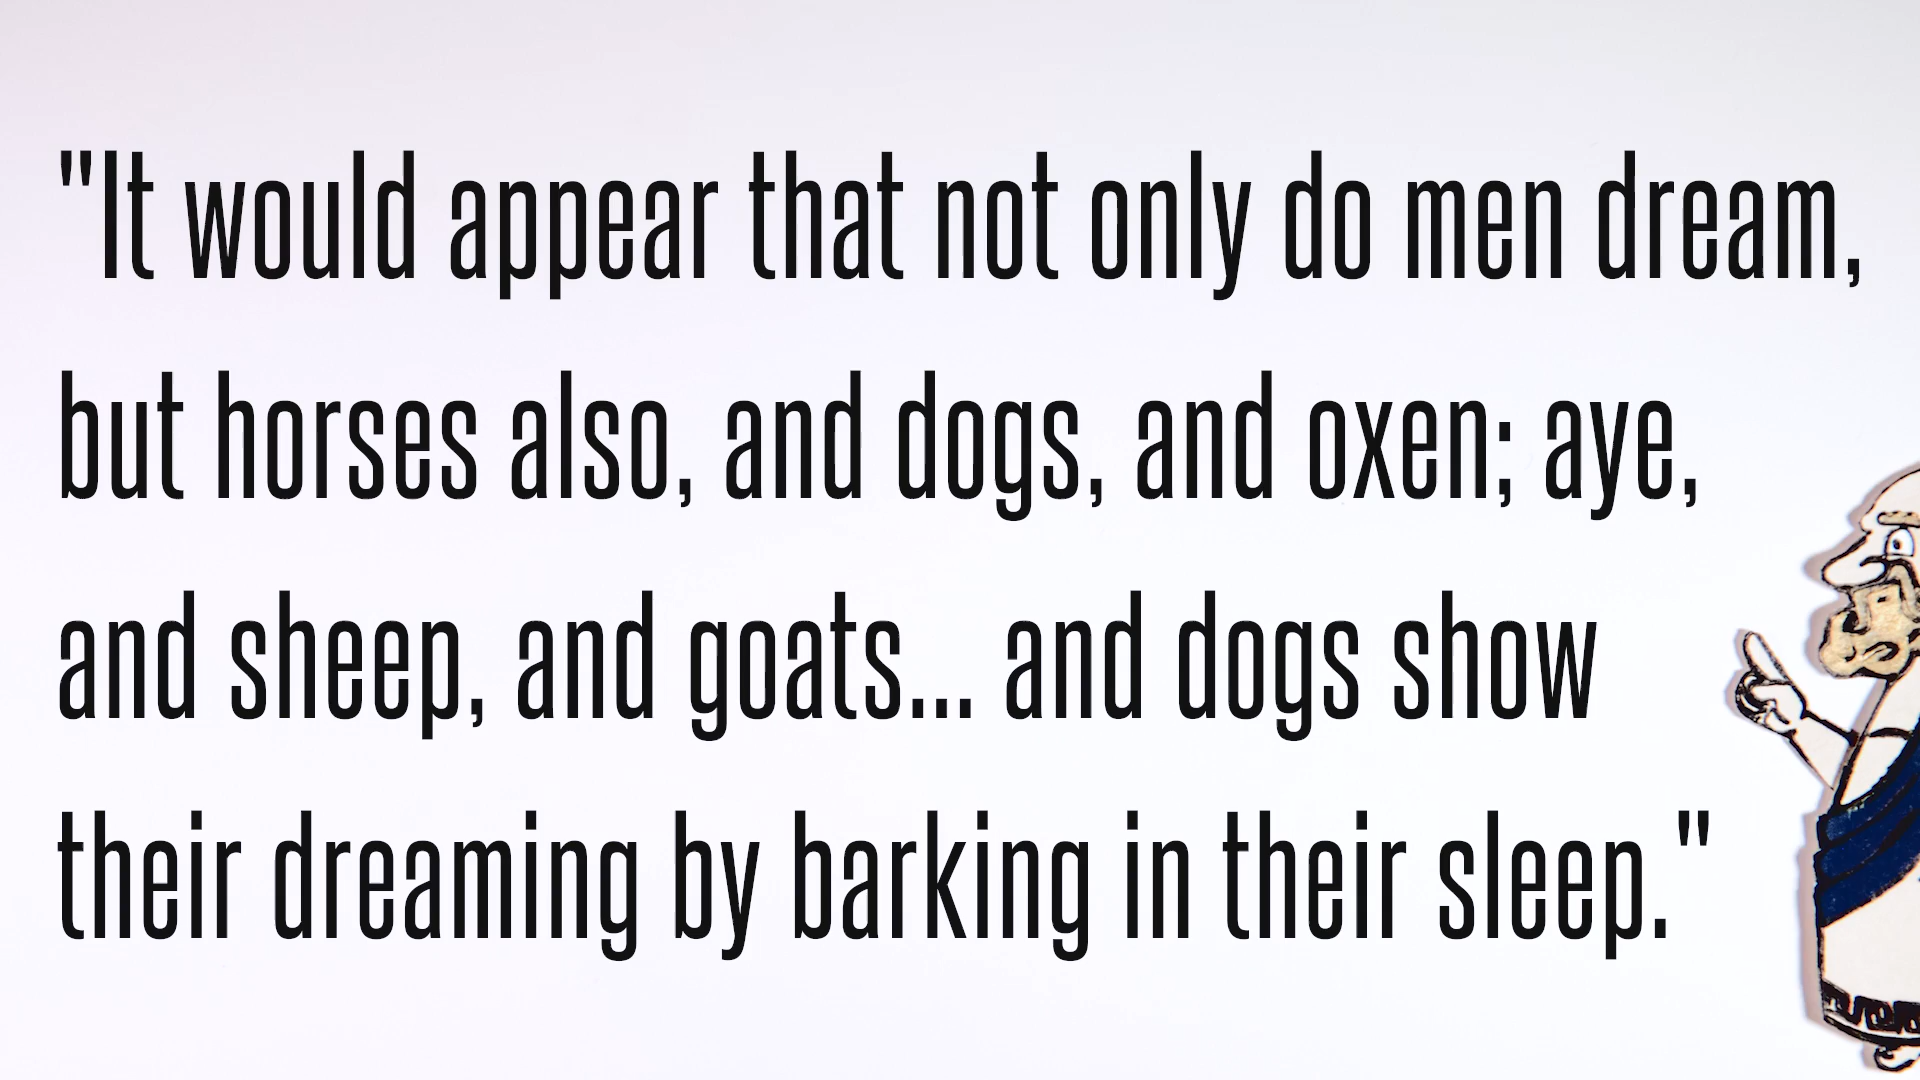 "It would appear that not only do men dream,
but horses also, and dogs, and oxen; aye,
and sheep, and goats... and dogs show
their dreaming by barking in their sleep."